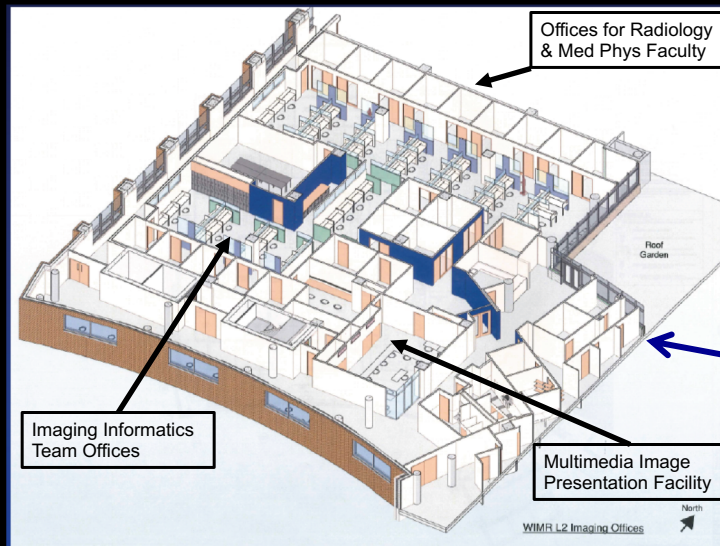 Offices for Radiology
& Med Phys Faculty
Roof
Garden
Imaging Informatics
Team Offices
Multimedia Image
Presentation Facility
North
WIMR L2 Imaging Offices